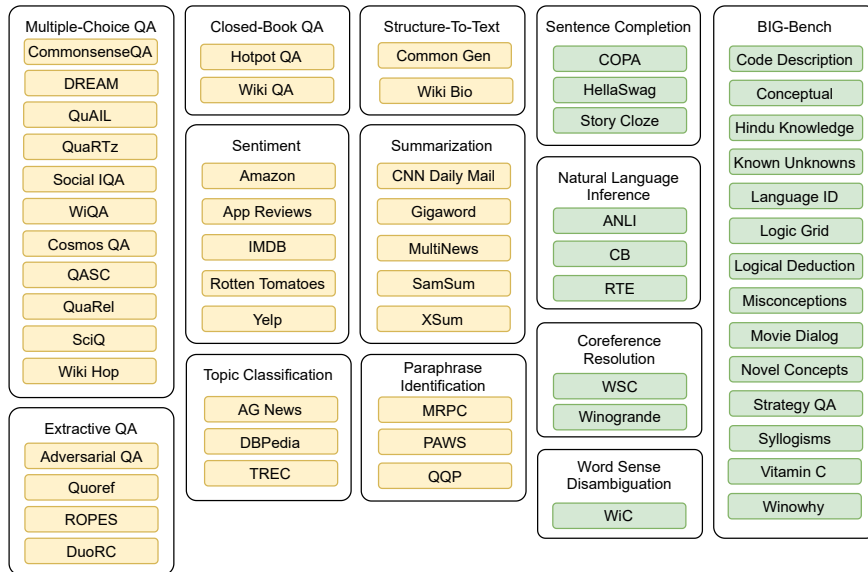 Multiple-Choice QA
CommonsenseQA
DREAM
QuAIL
QuaRTz
Social IQA
WiQA
Cosmos QA
QASC
QuaRel
SciQ
Wiki Hop
Extractive QA
Adversarial QA
Quoref
ROPES
DuoRC
Closed-Book QA
Hotpot QA
Wiki QA
Sentiment
Amazon
App Reviews
IMDB
Rotten Tomatoes
Yelp
Topic Classification
AG News
DBPedia
TREC
Structure-To-Text
Common Gen
Wiki Bio
Summarization
CNN Daily Mail
Gigaword
MultiNews
SamSum
XSum
Paraphrase
Identification
MRPC
PAWS
QQP
Sentence Completion
COPA
HellaSwag
Story Cloze
Natural Language
Inference
ANLI
CB
RTE
Coreference
Resolution
WSC
Winogrande
Word Sense
Disambiguation
WiC
BIG-Bench
Code Description
Conceptual
Hindu Knowledge
Known Unknowns
Language ID
Logic Grid
Logical Deduction
Misconceptions
Movie Dialog
Novel Concepts
Strategy QA
Syllogisms
Vitamin C
Winowhy